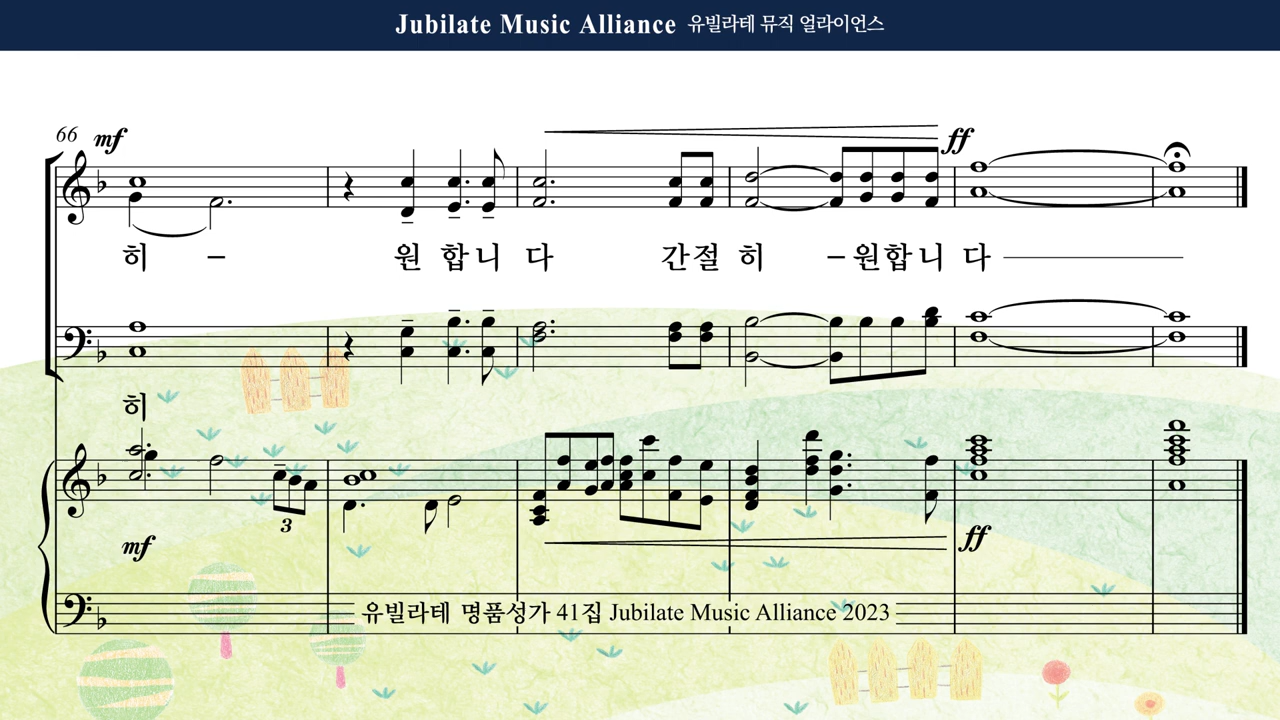 Jubilate Music Alliance 유빌라테 뮤직 얼라이언스
66 mf ff
히 - 원 합 니 다 간절 히 - 원합 니 다
히
3
mf ff
유빌라테 명품성가 41집 Jubilate Music Alliance 2023